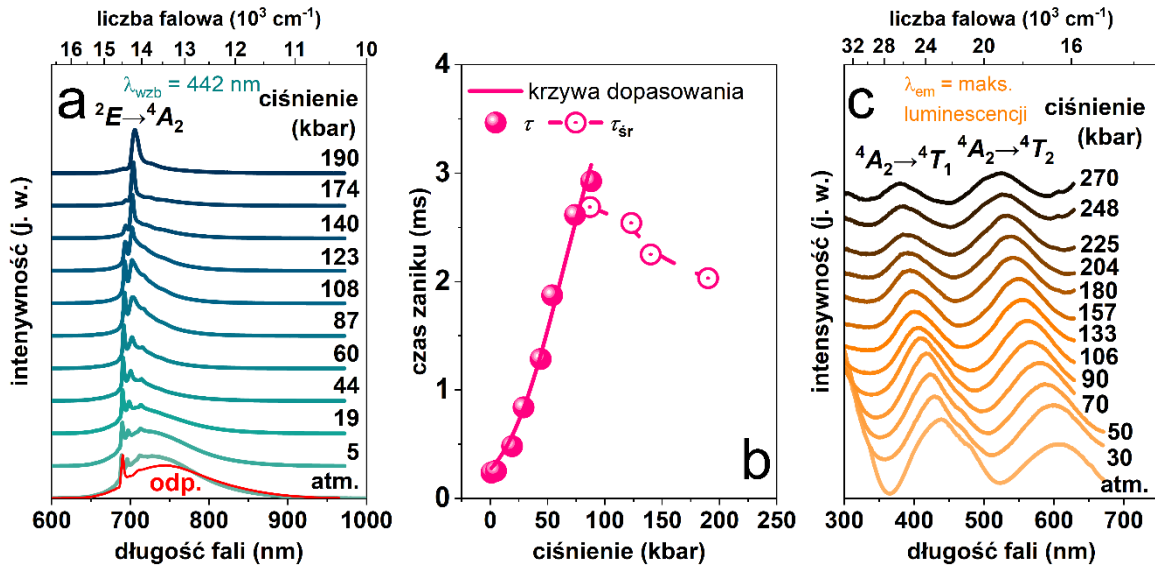 liczba falowa (10³ cm⁻¹)
16 15 14 13 12 11 10
a
λwzb = 442 nm
²E→⁴A₂
ciśnienie
(kbar)
190
174
140
123
108
87
60
44
19
5
atm.
odp.
intenywność (j. w.)
600 700 800 900 1000
długość fali (nm)
4
3
2
1
0
krzywa dopasowania
τ τśr
b
czas zaniku (ms)
0 50 100 150 200 250
ciśnienie (kbar)
liczba falowa (10³ cm⁻¹)
32 28 24 20 16
c
λem = maks.
luminescencji
ciśnienie
(kbar)
⁴A₂→⁴T₁ ⁴A₂→⁴T₂
270
248
225
204
180
157
133
106
90
70
50
30
atm.
intensywność (j. w.)
300 400 500 600 700
długość fali (nm)